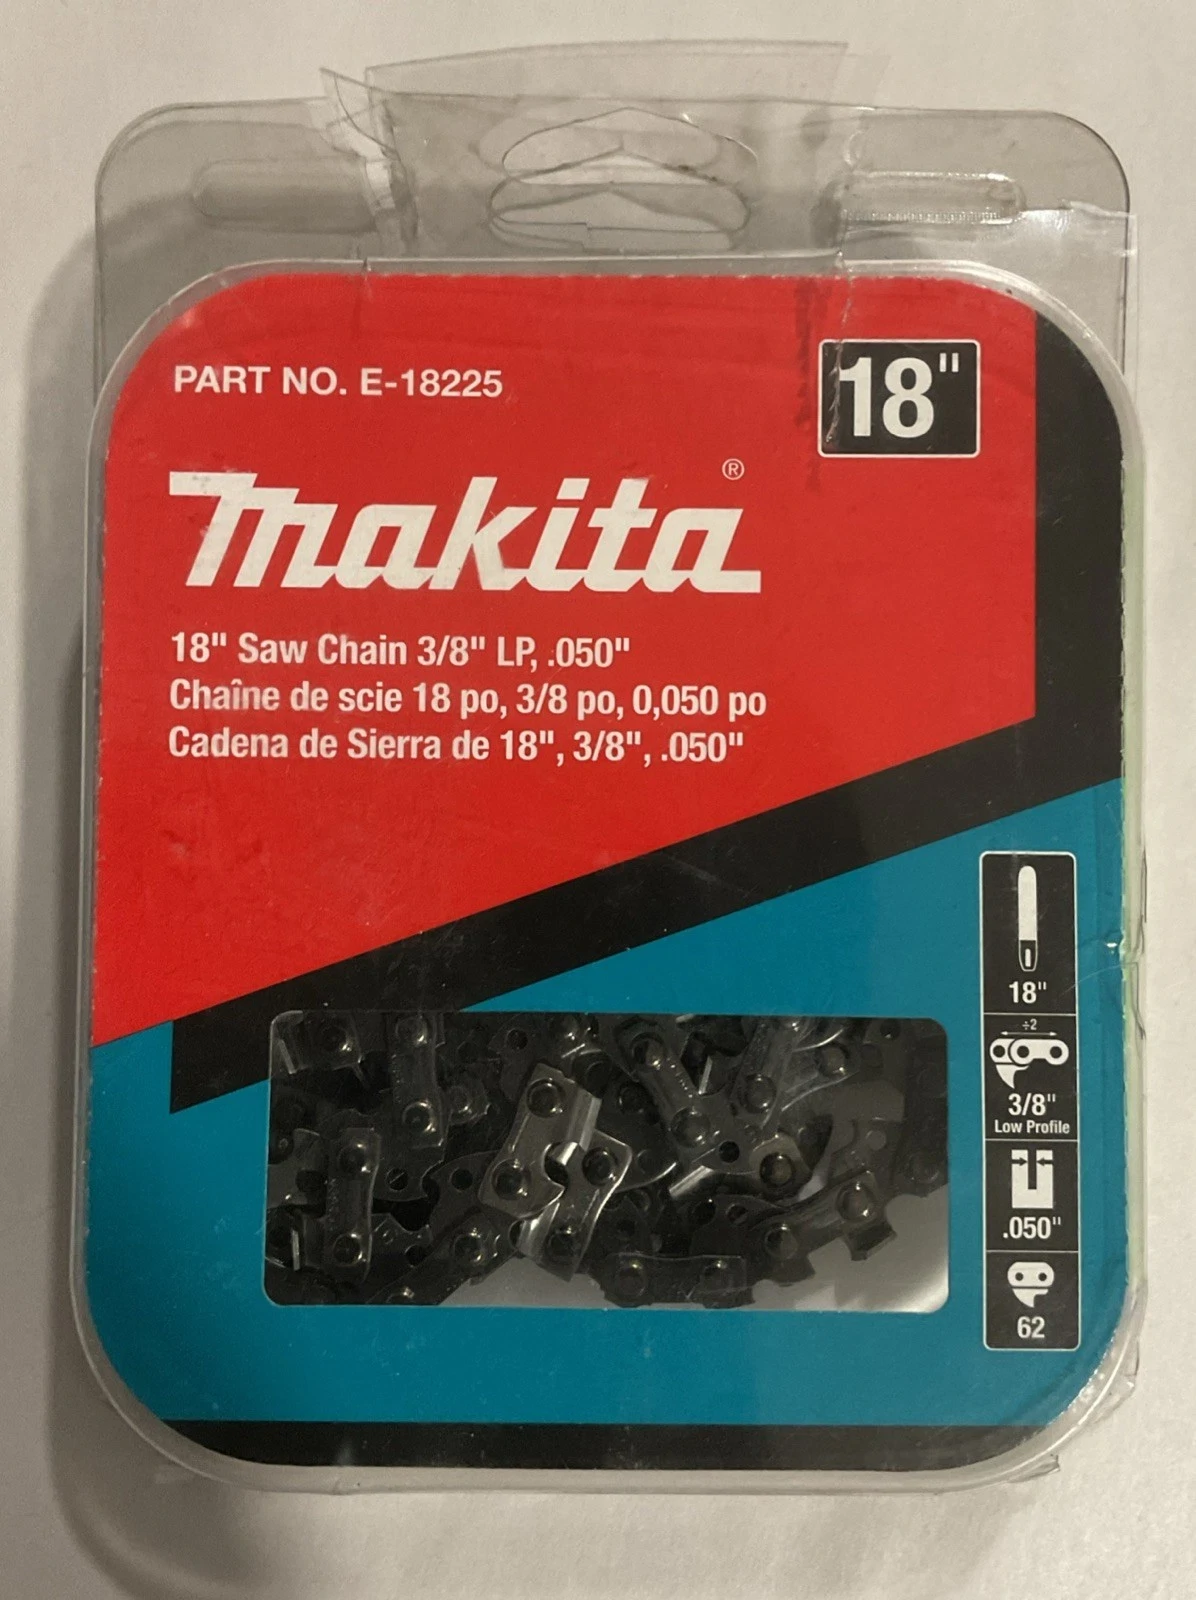 PART NO. E-18225
18"
makita®
18" Saw Chain 3/8" LP, .050"
Chaîne de scie 18 po, 3/8 po, 0,050 po
Cadena de Sierra de 18", 3/8", .050"
18"
÷2
3/8"
Low Profile
.050"
62